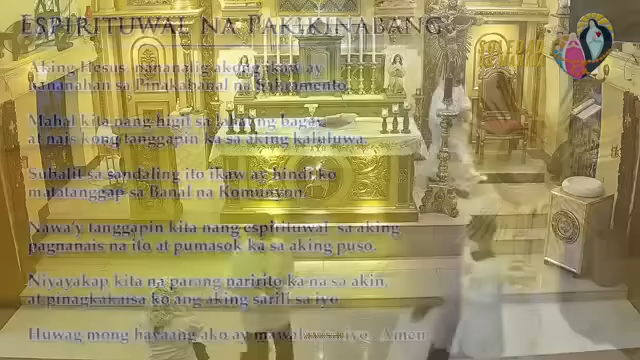 Espirituwal na Pakikinabang
Aking Hesus, nananalig akong ikaw ay
nananahan sa Pinakabanal na Sakramento.
Mahal kita nang higit sa lahat ng bagay
at nais kong tanggapin ka sa aking kaluluwa.
Subalit sa sandaling ito ikaw ay hindi ko
matatanggap sa Banal na Komunyon,
Nawa'y tanggapin kita nang espirituwal sa aking
pagnanais na ito at pumasok ka sa aking puso.
Niyayakap kita na parang naririto ka na sa akin,
at pinagkakaisa ko ang aking sarili sa iyo.
Huwag mong hayaang ako ay mawalay sa iyo. Amen